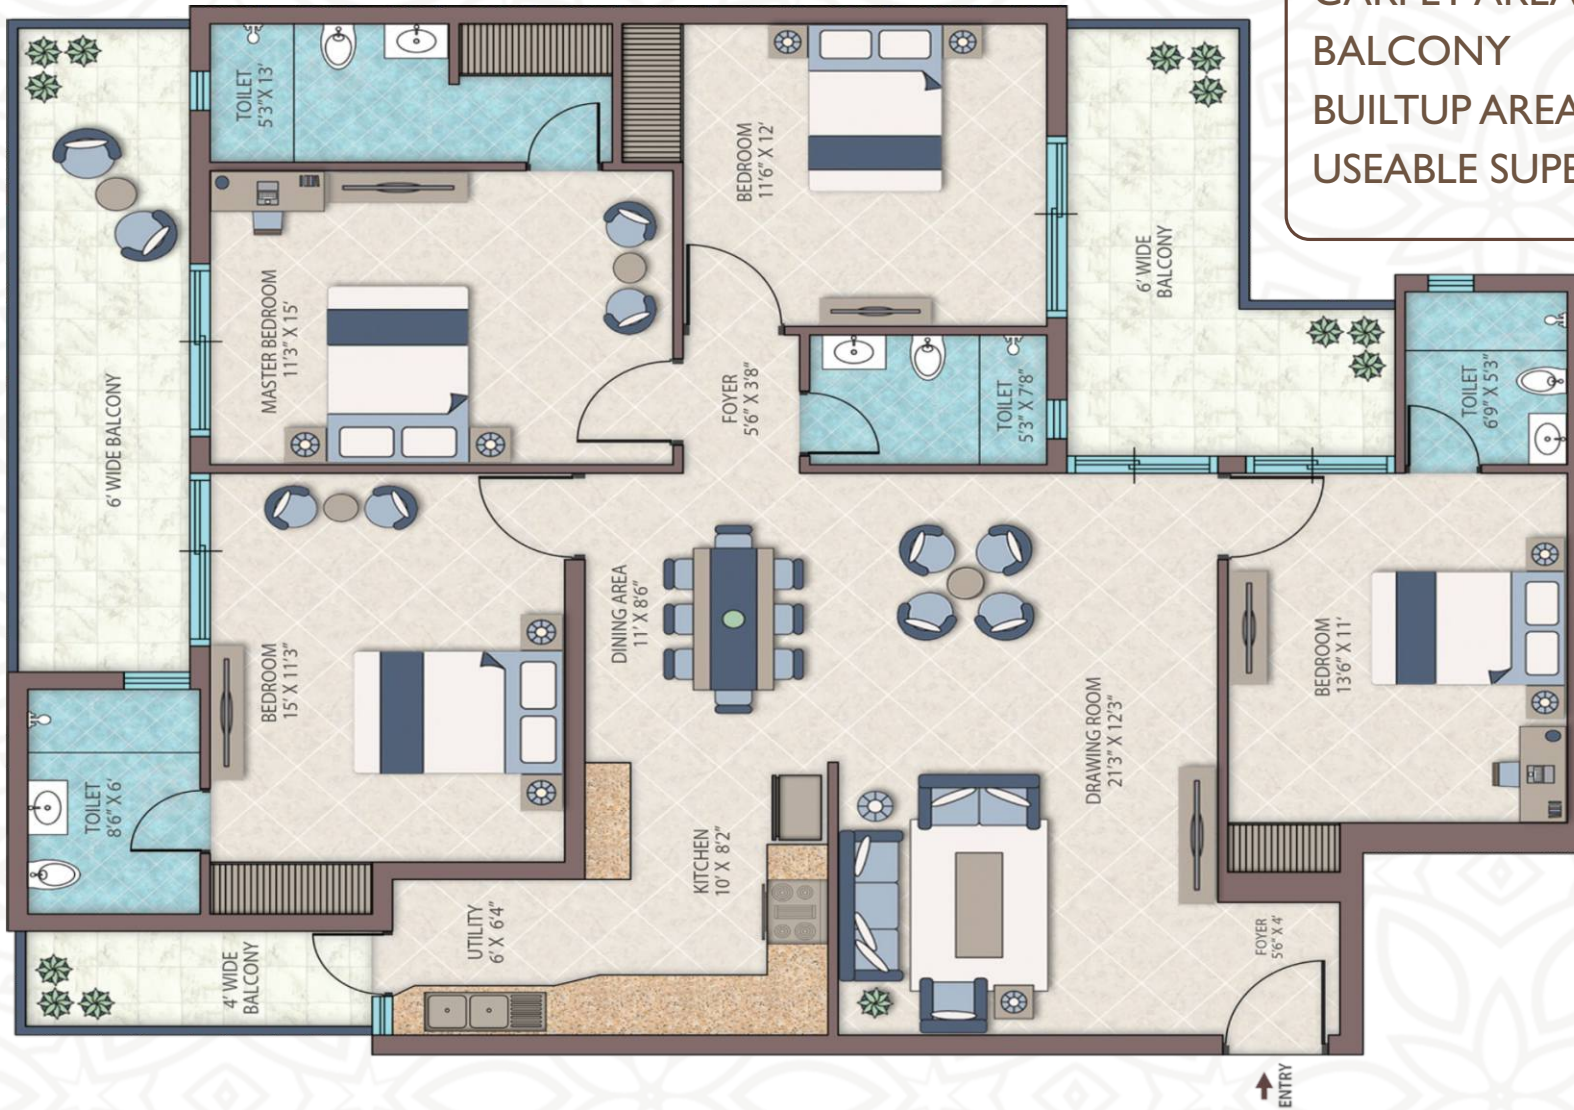 CARPET AREA
BALCONY
BUILTUP AREA
USEABLE SUPE
TOILET
5'3"X 13'
BEDROOM
11'6" X 12'
6' WIDE
BALCONY
MASTER BEDROOM
11'3" X 15'
6' WIDE BALCONY
FOYER
5'6" X 3'8"
TOILET
5'3" X 7'8"
TOILET
6'9" X 5'3"
DINING AREA
11' X 8'6"
BEDROOM
15' X 11'3"
BEDROOM
13'6" X 11'
DRAWING ROOM
21'3" X 12'3"
TOILET
8'6" X 6'
KITCHEN
10' X 8'2"
UTILITY
6' X 6'4"
FOYER
5'6" X 4'
4' WIDE
BALCONY
ENTRY